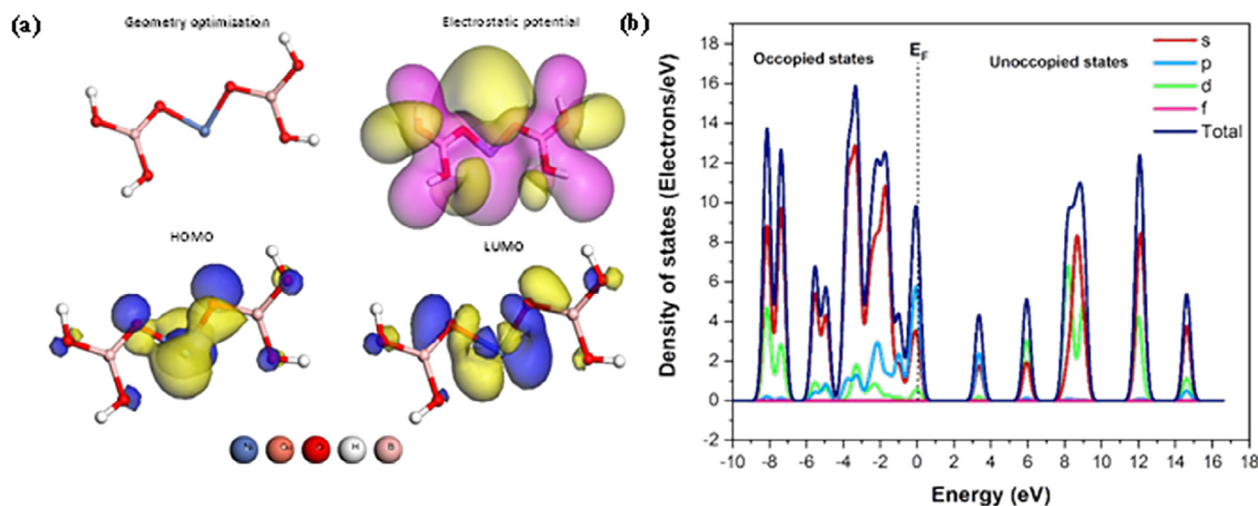 (a)
Geometry optimization
Electrostatic potential
HOMO
LUMO
O H B
(b)
18
16
14
12
10
8
6
4
2
0
-2
Density of states (Electrons/eV)
E_F
Occopied states
Unoccopied states
s
p
d
f
Total
-10 -8 -6 -4 -2 0 2 4 6 8 10 12 14 16 18
Energy (eV)